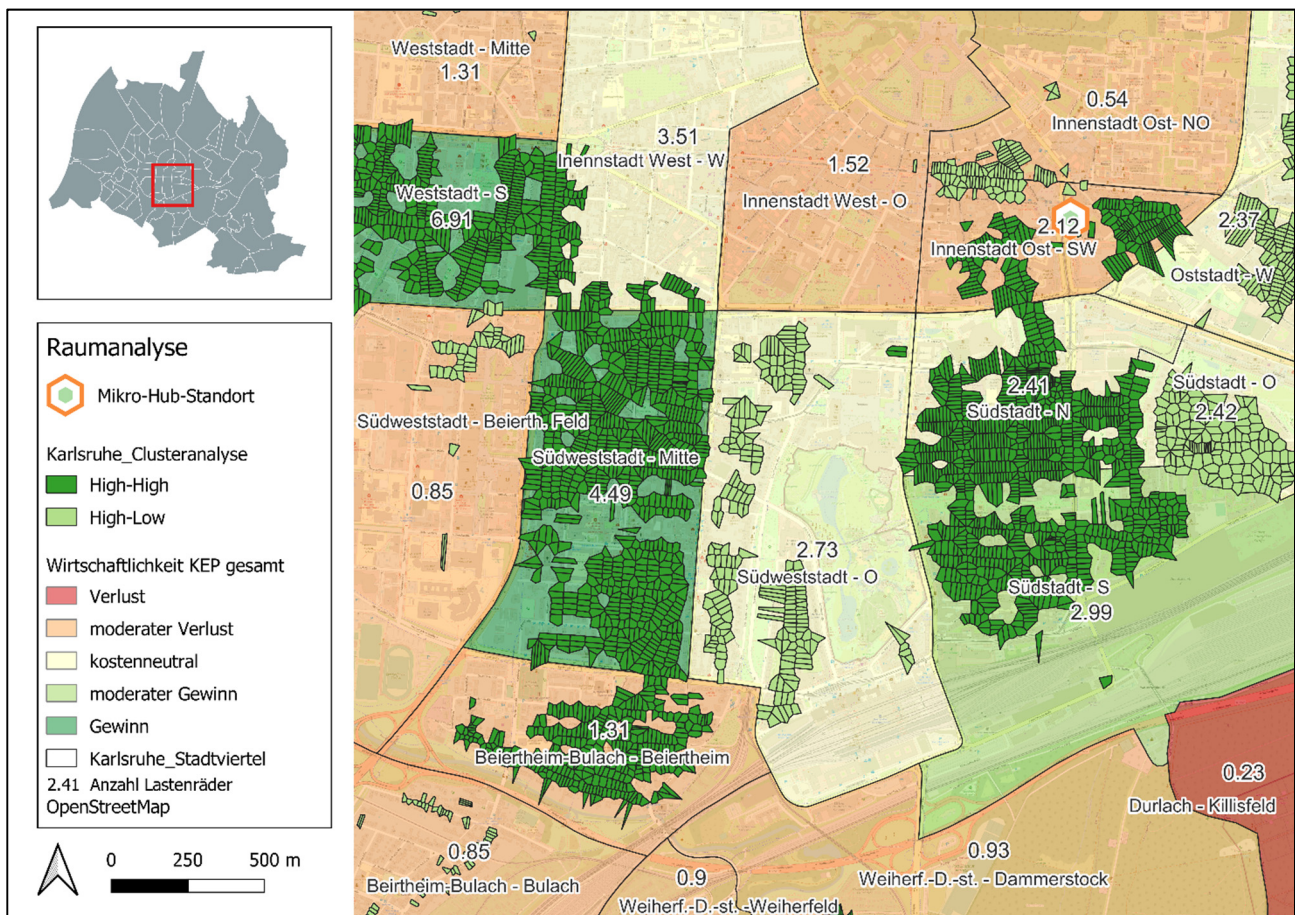 Raumanalyse
Mikro-Hub-Standort
Karlsruhe_Clusteranalyse
High-High
High-Low
Wirtschaftlichkeit KEP gesamt
Verlust
moderater Verlust
kostenneutral
moderater Gewinn
Gewinn
Karlsruhe_Stadtviertel
2.41 Anzahl Lastenräder
OpenStreetMap
0 250 500 m
Weststadt - Mitte
1.31
0.54
Innenstadt Ost- NO
3.51
Inennstadt West - W
1.52
Innenstadt West - O
Weststadt - S
6.91
2.12
Innenstadt Ost - SW
2.37
Oststadt - W
Südweststadt - Beierth. Feld
0.85
Südweststadt - Mitte
4.49
2.41
Südstadt - N
Südstadt - O
2.42
2.73
Südweststadt - O
Südstadt - S
2.99
1.31
Beiertheim-Bulach - Beiertheim
0.23
Durlach - Killisfeld
0.85
Beirtheim-Bulach - Bulach
0.9
Weiherf.-D.-st. -Weiherfeld
0.93
Weiherf.-D.-st. - Dammerstock